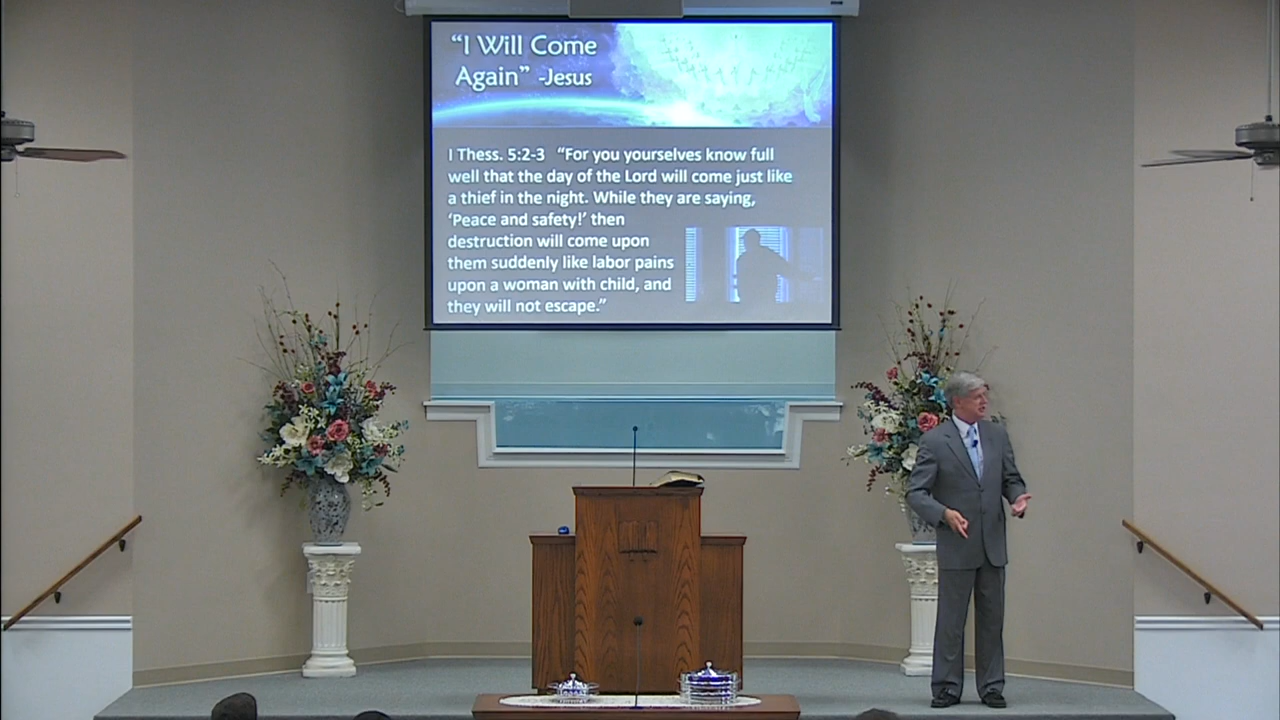 “I Will Come
Again” -Jesus
I Thess. 5:2-3 “For you yourselves know full
well that the day of the Lord will come just like
a thief in the night. While they are saying,
‘Peace and safety!’ then
destruction will come upon
them suddenly like labor pains
upon a woman with child, and
they will not escape.”